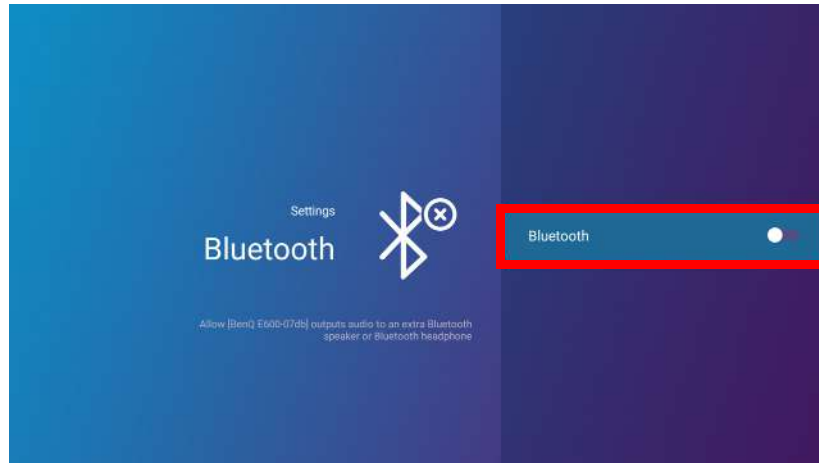 Settings
Bluetooth
Allow [BenQ E600-07db] outputs audio to an extra Bluetooth
speaker or Bluetooth headphone
Bluetooth